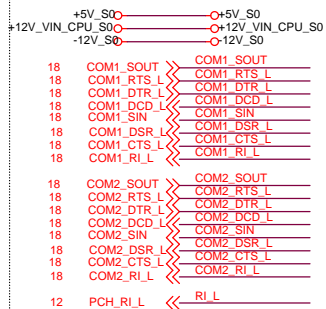 +5V_S0 +5V_S0
+12V_VIN_CPU_S0 +12V_VIN_CPU_S0
-12V_S0 -12V_S0
18 COM1_SOUT COM1_SOUT
18 COM1_RTS_L COM1_RTS_L
18 COM1_DTR_L COM1_DTR_L
18 COM1_DCD_L COM1_DCD_L
18 COM1_SIN COM1_SIN
18 COM1_DSR_L COM1_DSR_L
18 COM1_CTS_L COM1_CTS_L
18 COM1_RI_L COM1_RI_L
18 COM2_SOUT COM2_SOUT
18 COM2_RTS_L COM2_RTS_L
18 COM2_DTR_L COM2_DTR_L
18 COM2_DCD_L COM2_DCD_L
18 COM2_SIN COM2_SIN
18 COM2_DSR_L COM2_DSR_L
18 COM2_CTS_L COM2_CTS_L
18 COM2_RI_L COM2_RI_L
12 PCH_RI_L RI_L